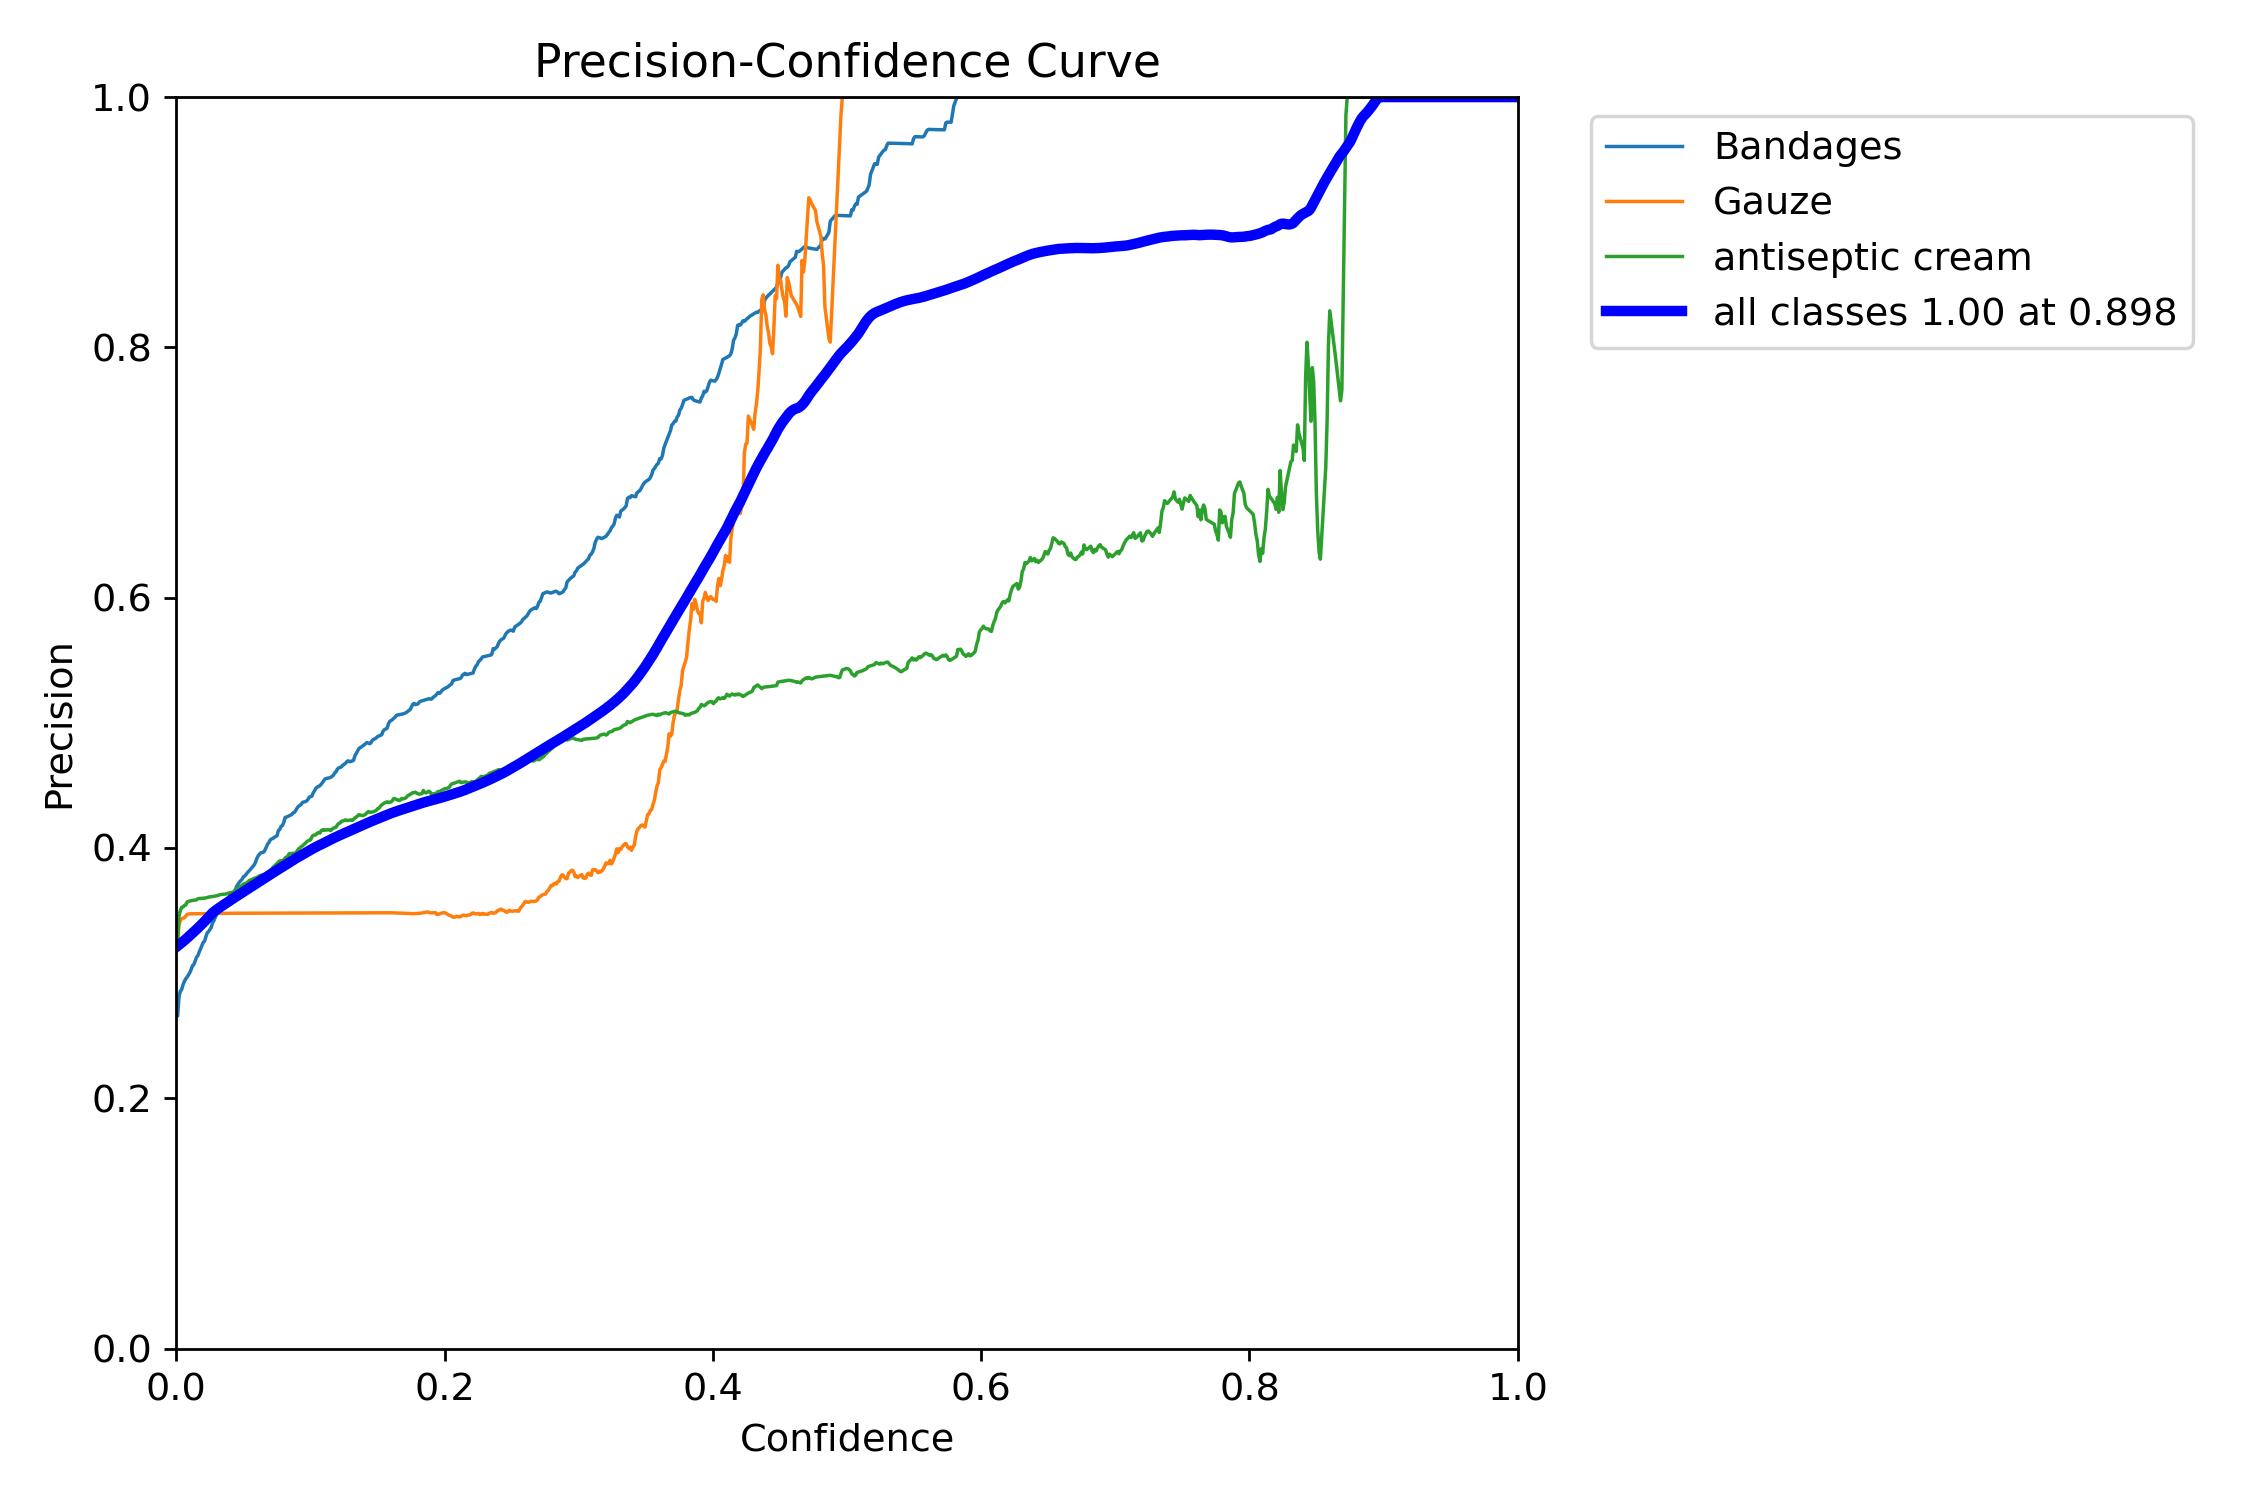 Precision-Confidence Curve
1.0
0.8
0.6
0.4
0.2
0.0
Precision
0.0 0.2 0.4 0.6 0.8 1.0
Confidence
Bandages
Gauze
antiseptic cream
all classes 1.00 at 0.898